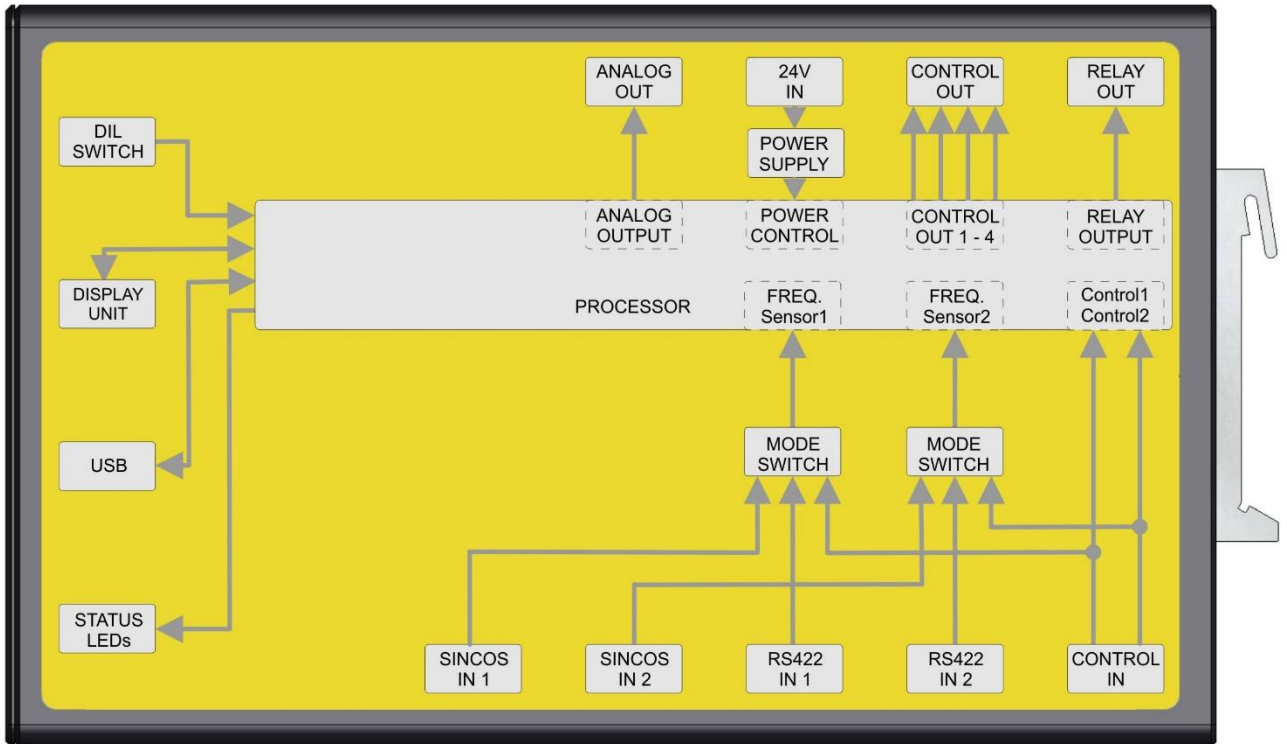 ANALOG
OUT
24V
IN
CONTROL
OUT
RELAY
OUT
DIL
SWITCH
POWER
SUPPLY
ANALOG
OUTPUT
POWER
CONTROL
CONTROL
OUT 1 - 4
RELAY
OUTPUT
DISPLAY
UNIT
PROCESSOR
FREQ.
Sensor1
FREQ.
Sensor2
Control1
Control2
USB
MODE
SWITCH
MODE
SWITCH
STATUS
LEDs
SINCOS
IN 1
SINCOS
IN 2
RS422
IN 1
RS422
IN 2
CONTROL
IN